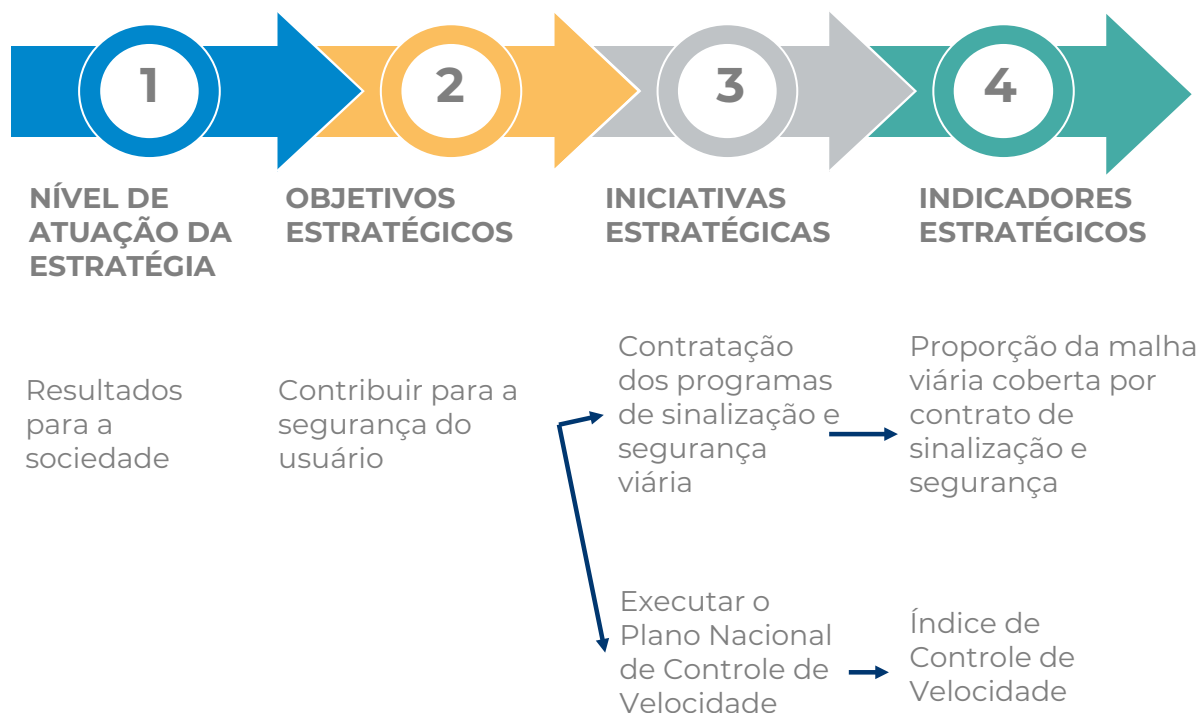 1
2
3
4
NÍVEL DE
ATUAÇÃO DA
ESTRATÉGIA
OBJETIVOS
ESTRATÉGICOS
INICIATIVAS
ESTRATÉGICAS
INDICADORES
ESTRATÉGICOS
Resultados
para a
sociedade
Contribuir para a
segurança do
usuário
Contratação
dos programas
de sinalização e
segurança
viária
Proporção da malha
viária coberta por
contrato de
sinalização e
segurança
Executar o
Plano Nacional
de Controle de
Velocidade
Índice de
Controle de
Velocidade